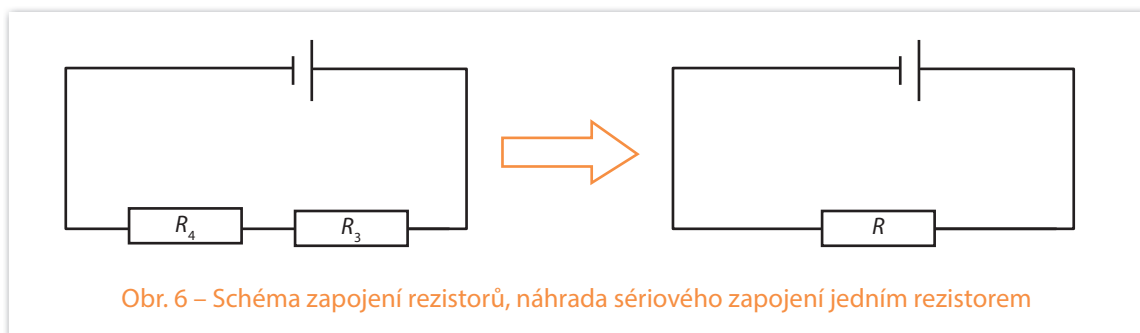 R₄ R₃ R
Obr. 6 – Schéma zapojení rezistorů, náhrada sériového zapojení jedním rezistorem